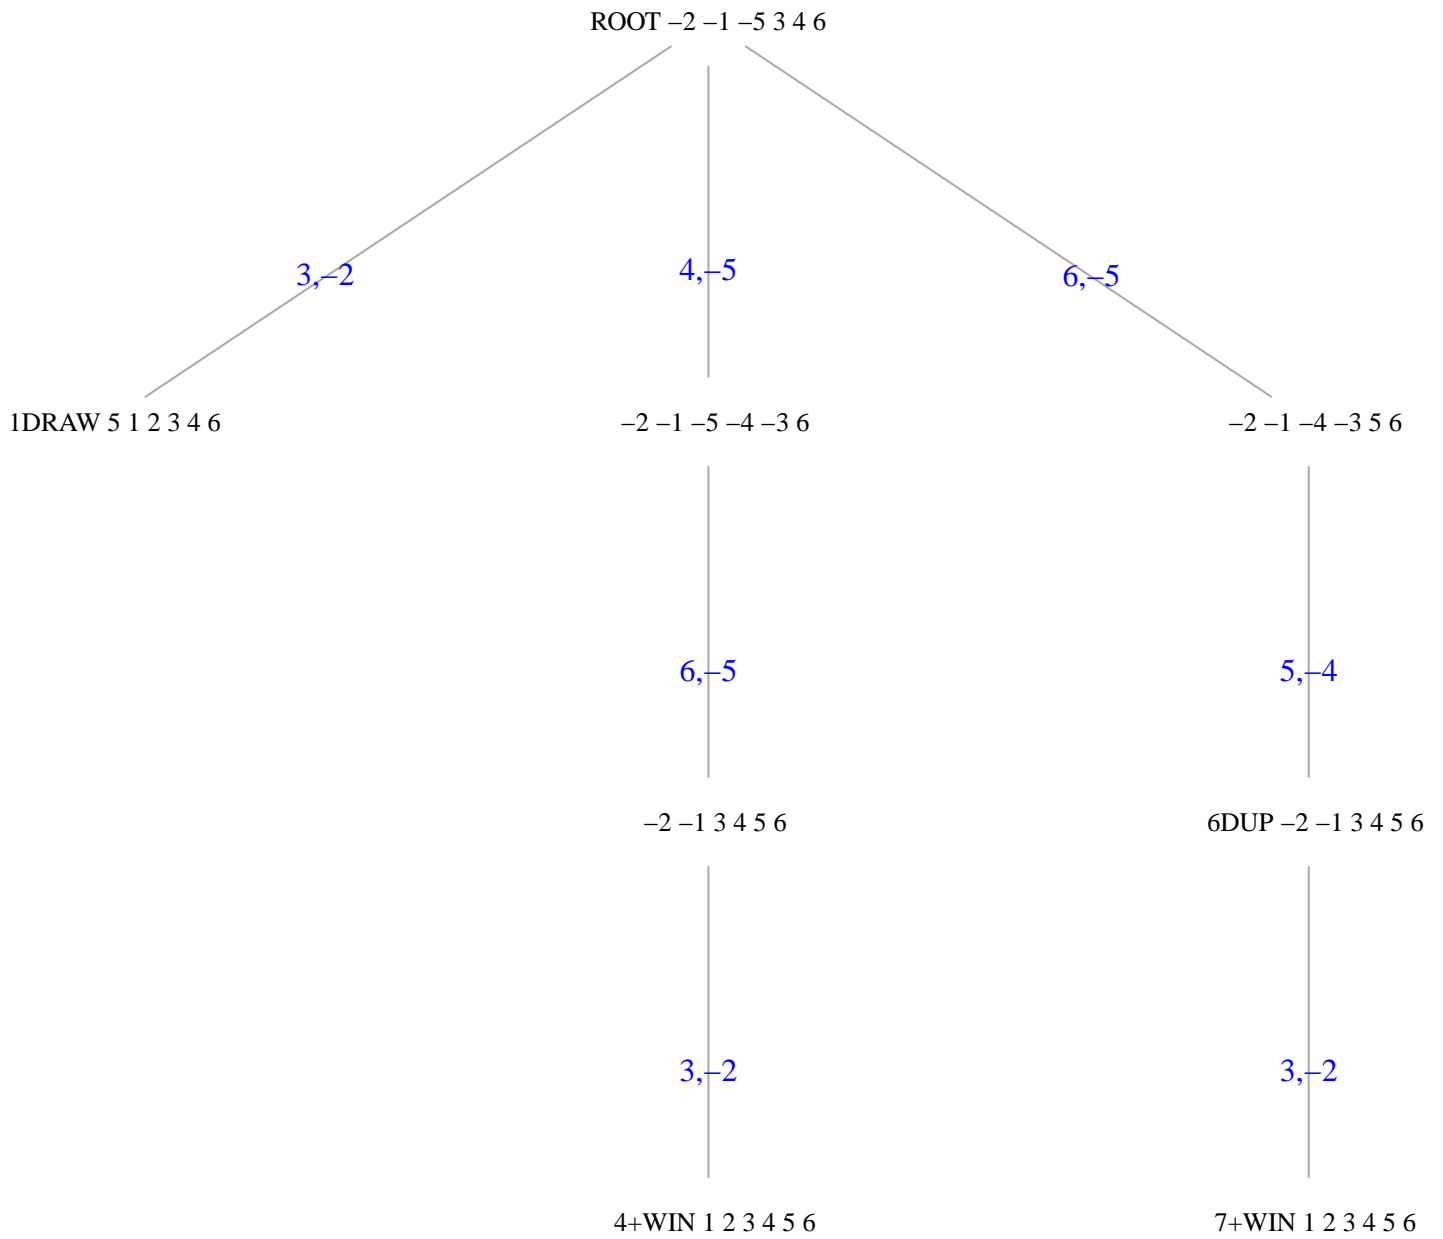 ROOT –2 –1 –5 3 4 6
3,–2
4,–5
6,–5
1DRAW 5 1 2 3 4 6
–2 –1 –5 –4 –3 6
–2 –1 –4 –3 5 6
6,–5
5,–4
–2 –1 3 4 5 6
6DUP –2 –1 3 4 5 6
3,–2
3,–2
4+WIN 1 2 3 4 5 6
7+WIN 1 2 3 4 5 6